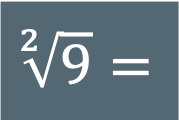 ²√9 =